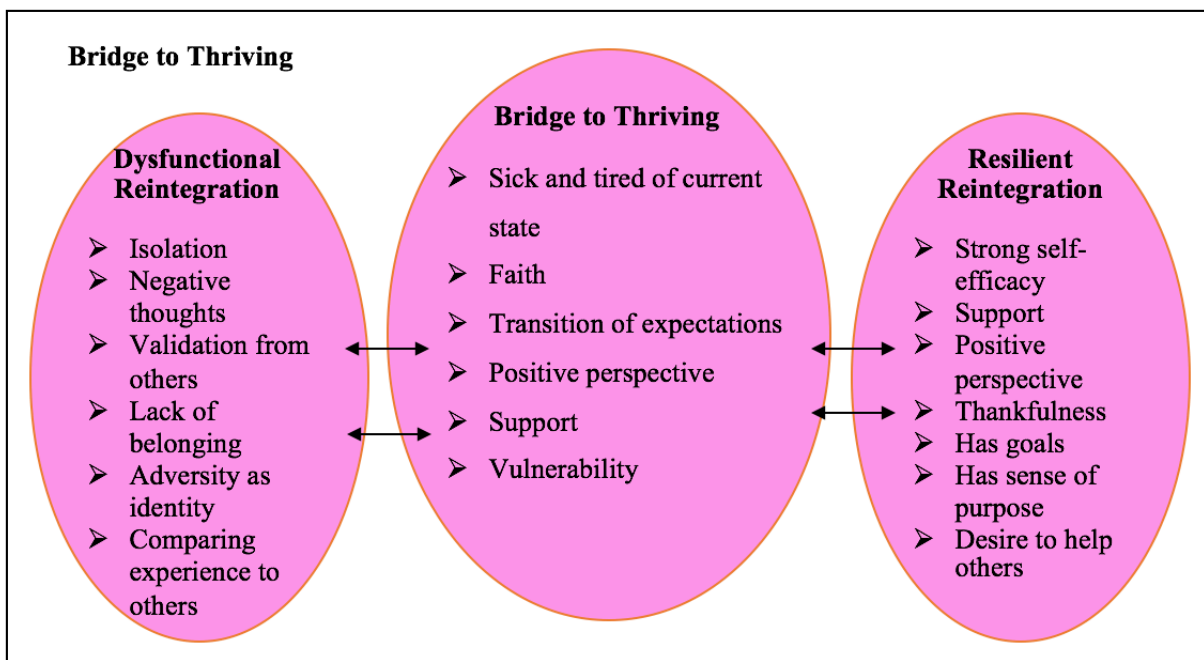 Bridge to Thriving
Dysfunctional
Reintegration
➢ Isolation
➢ Negative
thoughts
➢ Validation from
others
➢ Lack of
belonging
➢ Adversity as
identity
➢ Comparing
experience to
others
Bridge to Thriving
➢ Sick and tired of current
state
➢ Faith
➢ Transition of expectations
➢ Positive perspective
➢ Support
➢ Vulnerability
Resilient
Reintegration
➢ Strong self-
efficacy
➢ Support
➢ Positive
perspective
➢ Thankfulness
➢ Has goals
➢ Has sense of
purpose
➢ Desire to help
others